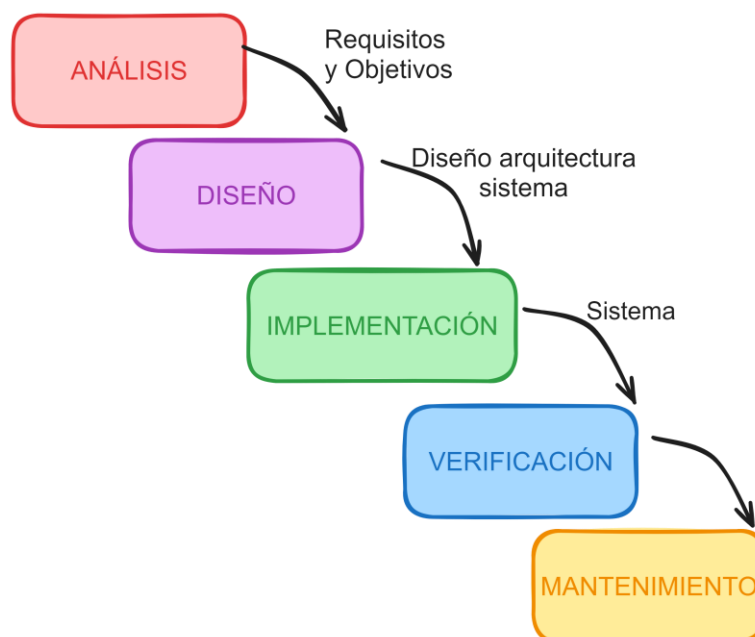 ANÁLISIS
Requisitos
y Objetivos
DISEÑO
Diseño arquitectura
sistema
IMPLEMENTACIÓN
Sistema
VERIFICACIÓN
MANTENIMIENTO